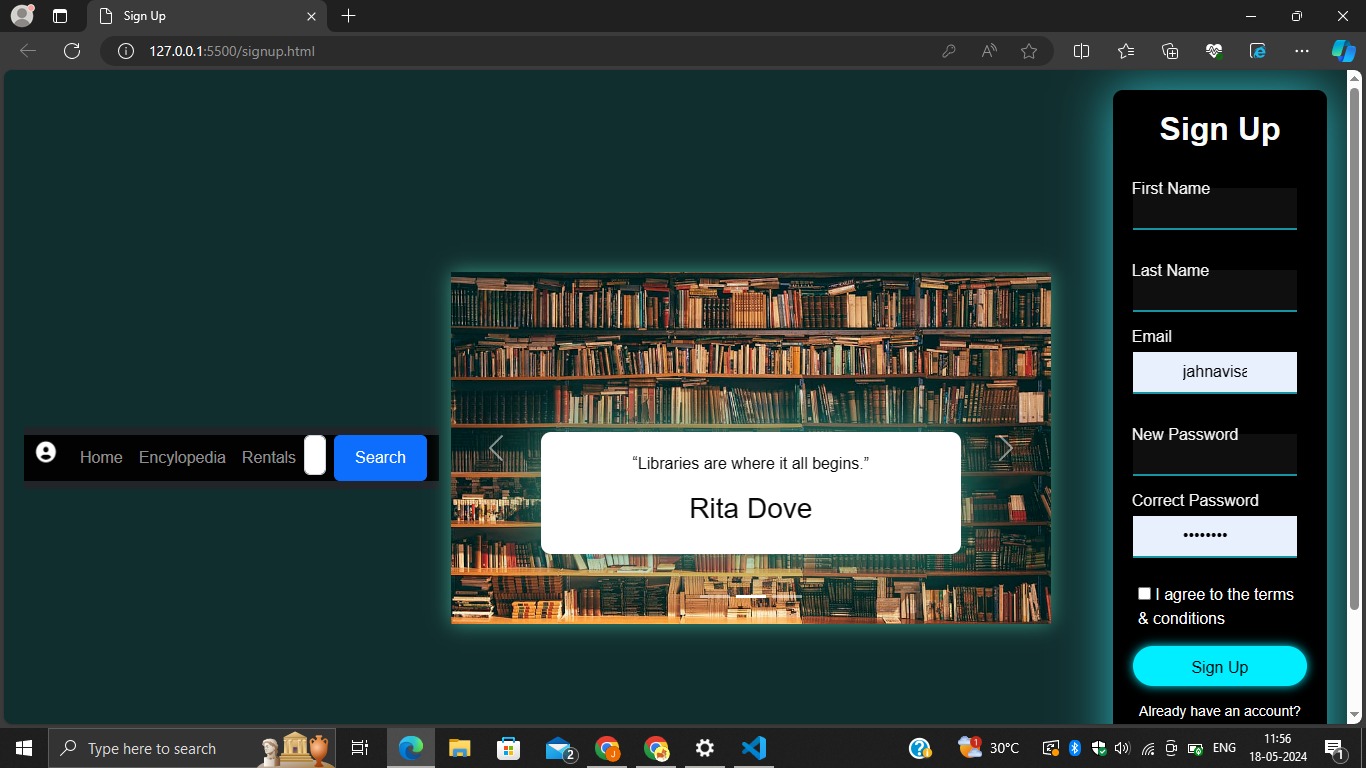 Sign Up
127.0.0.1:5500/signup.html
Sign Up
First Name
Last Name
Email
jahnavisa
New Password
Correct Password
••••••••
I agree to the terms
& conditions
Sign Up
Already have an account?
Home Encylopedia Rentals Search
“Libraries are where it all begins.”
Rita Dove
Type here to search
2
1
30°C
ENG
11:56
18-05-2024
1